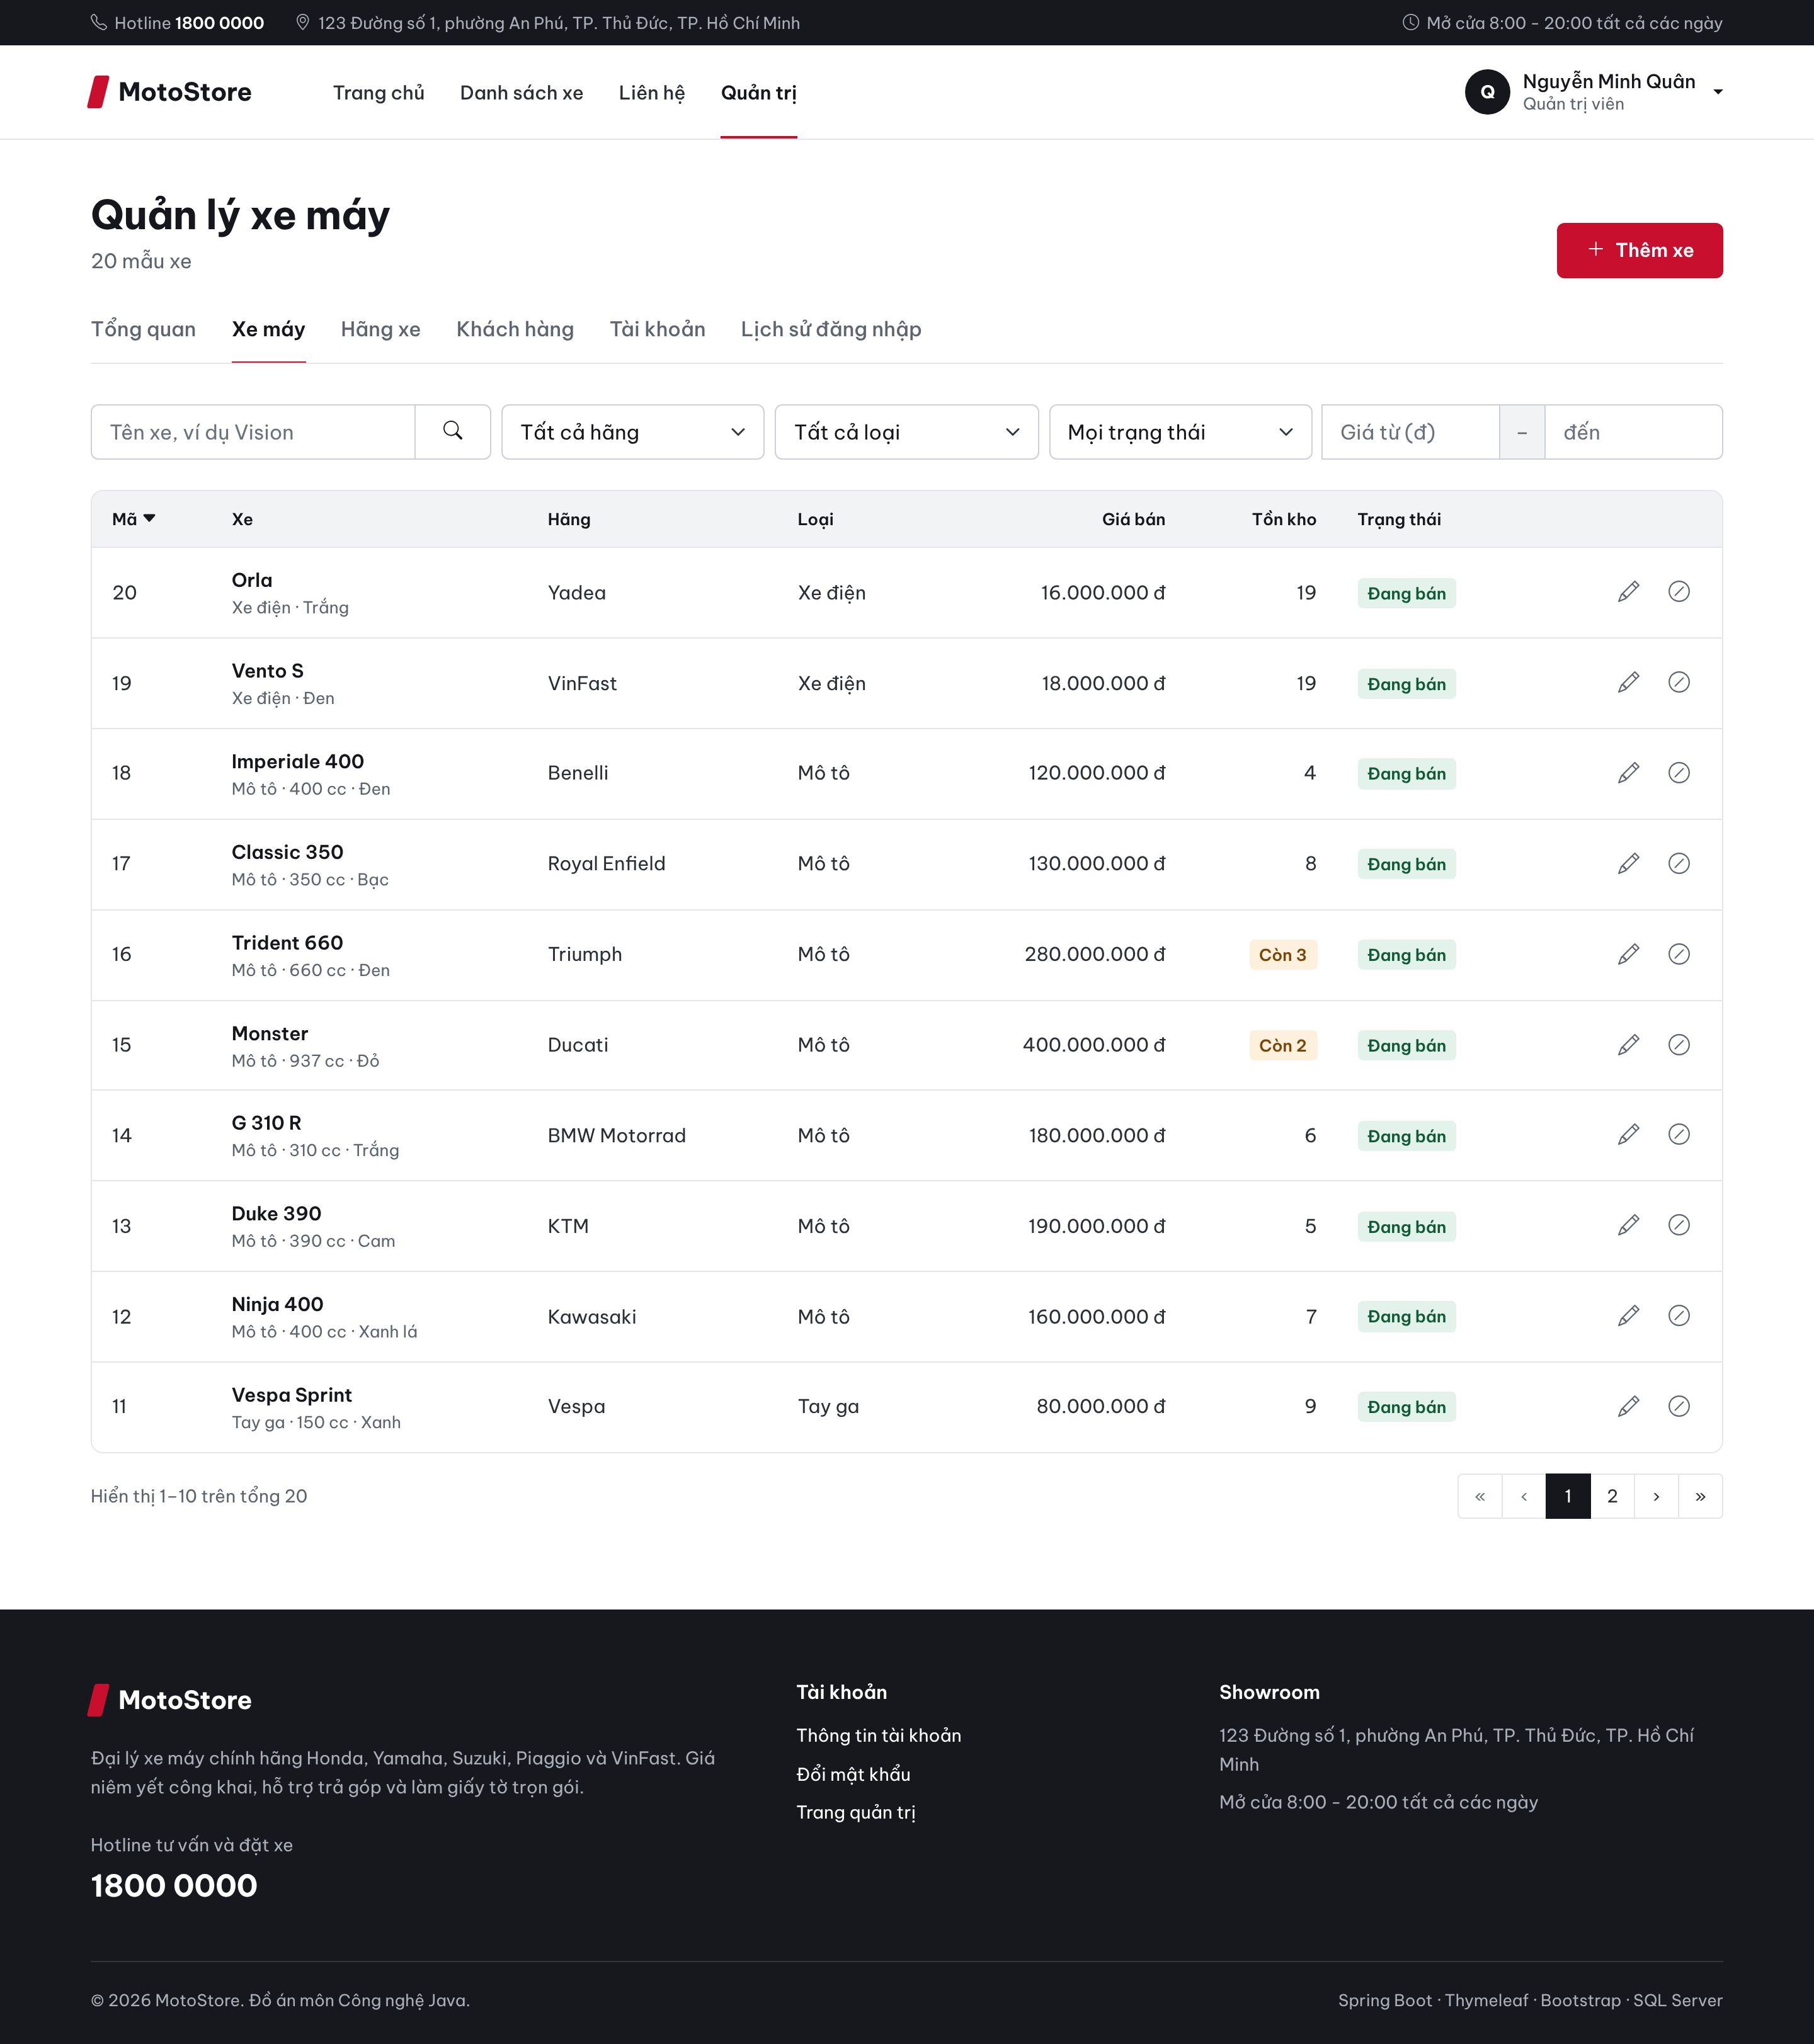 Hotline 1800 0000
123 Đường số 1, phường An Phú, TP. Thủ Đức, TP. Hồ Chí Minh
Mở cửa 8:00 - 20:00 tất cả các ngày
MotoStore
Trang chủ
Danh sách xe
Liên hệ
Quản trị
Q
Nguyễn Minh Quân
Quản trị viên
Quản lý xe máy
20 mẫu xe
+ Thêm xe
Tổng quan
Xe máy
Hãng xe
Khách hàng
Tài khoản
Lịch sử đăng nhập
Tên xe, ví dụ Vision
Tất cả hãng
Tất cả loại
Mọi trạng thái
Giá từ (đ)
–
đến
Mã Xe Hãng Loại Giá bán Tồn kho Trạng thái
20 Orla Yadea Xe điện 16.000.000 đ 19 Đang bán
Xe điện · Trắng
19 Vento S VinFast Xe điện 18.000.000 đ 19 Đang bán
Xe điện · Đen
18 Imperiale 400 Benelli Mô tô 120.000.000 đ 4 Đang bán
Mô tô · 400 cc · Đen
17 Classic 350 Royal Enfield Mô tô 130.000.000 đ 8 Đang bán
Mô tô · 350 cc · Bạc
16 Trident 660 Triumph Mô tô 280.000.000 đ Còn 3 Đang bán
Mô tô · 660 cc · Đen
15 Monster Ducati Mô tô 400.000.000 đ Còn 2 Đang bán
Mô tô · 937 cc · Đỏ
14 G 310 R BMW Motorrad Mô tô 180.000.000 đ 6 Đang bán
Mô tô · 310 cc · Trắng
13 Duke 390 KTM Mô tô 190.000.000 đ 5 Đang bán
Mô tô · 390 cc · Cam
12 Ninja 400 Kawasaki Mô tô 160.000.000 đ 7 Đang bán
Mô tô · 400 cc · Xanh lá
11 Vespa Sprint Vespa Tay ga 80.000.000 đ 9 Đang bán
Tay ga · 150 cc · Xanh
Hiển thị 1–10 trên tổng 20
« ‹ 1 2 › »
MotoStore
Đại lý xe máy chính hãng Honda, Yamaha, Suzuki, Piaggio và VinFast. Giá
niêm yết công khai, hỗ trợ trả góp và làm giấy tờ trọn gói.
Hotline tư vấn và đặt xe
1800 0000
Tài khoản
Thông tin tài khoản
Đổi mật khẩu
Trang quản trị
Showroom
123 Đường số 1, phường An Phú, TP. Thủ Đức, TP. Hồ Chí
Minh
Mở cửa 8:00 - 20:00 tất cả các ngày
© 2026 MotoStore. Đồ án môn Công nghệ Java.
Spring Boot · Thymeleaf · Bootstrap · SQL Server